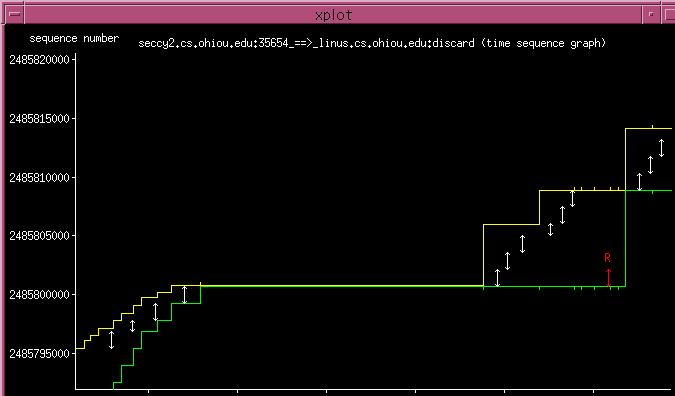 xplot
sequence number
seccy2.cs.ohiou.edu:35654_==>_linus.cs.ohiou.edu:discard (time sequence graph)
2485820000
2485815000
2485810000
2485805000
R
2485800000
2485795000